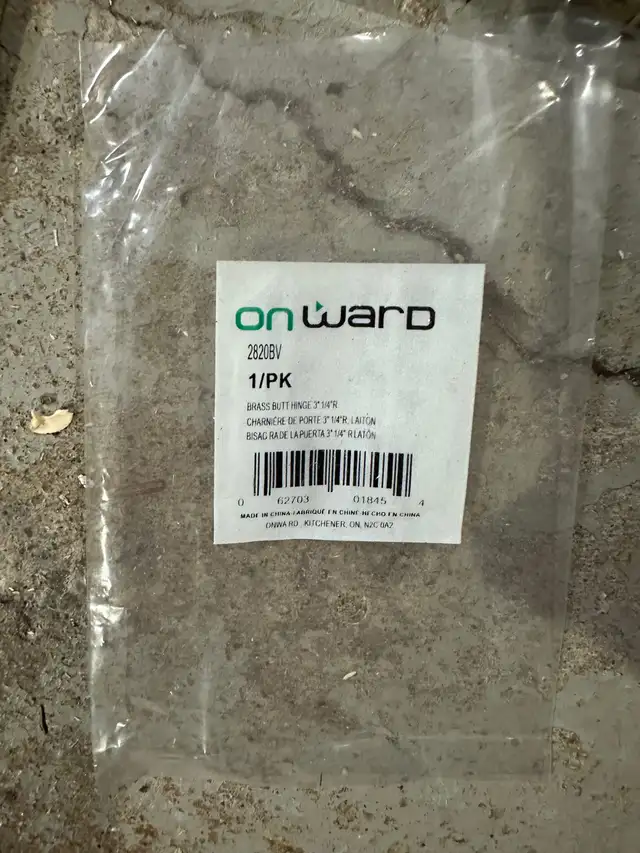 onward
2820BV
1/PK
BRASS BUTT HINGE 3" 1/4"R
CHARNIÈRE DE PORTE 3" 1/4"R, LAITON
BISAGRA DE LA PUERTA 3" 1/4" R LATÓN
0 62703 01845 4
MADE IN CHINA·FABRIQUÉ EN CHINE·HECHO EN CHINA
ONWARD KITCHENER, ON, N2C 0A2